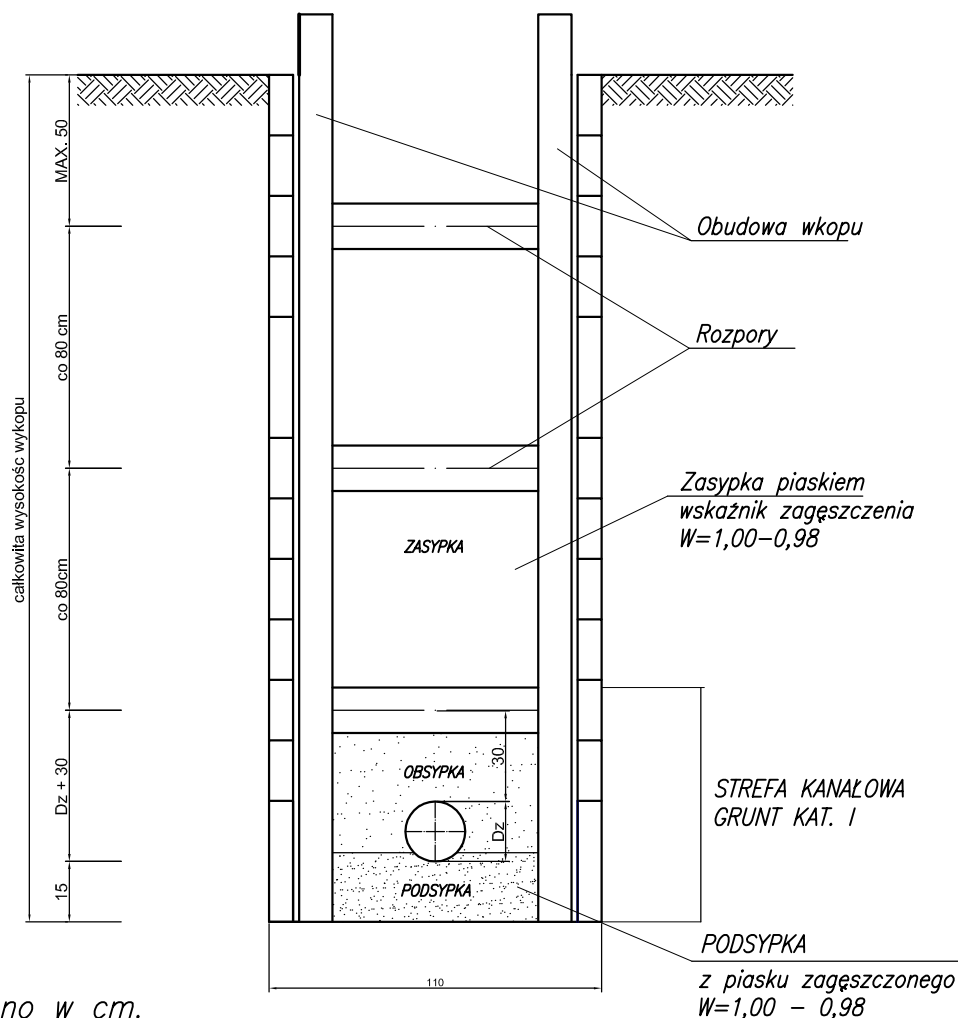 MAX. 50
co 80 cm
całkowita wysokość wykopu
co 80cm
Dz + 30
15
Obudowa wkopu
Rozpory
Zasypka piaskiem
wskaźnik zagęszczenia
W=1,00-0,98
ZASYPKA
OBSYPKA
30
Dz
PODSYPKA
STREFA KANAŁOWA
GRUNT KAT. I
PODSYPKA
z piasku zagęszczonego
W=1,00 - 0,98
110
no w cm.